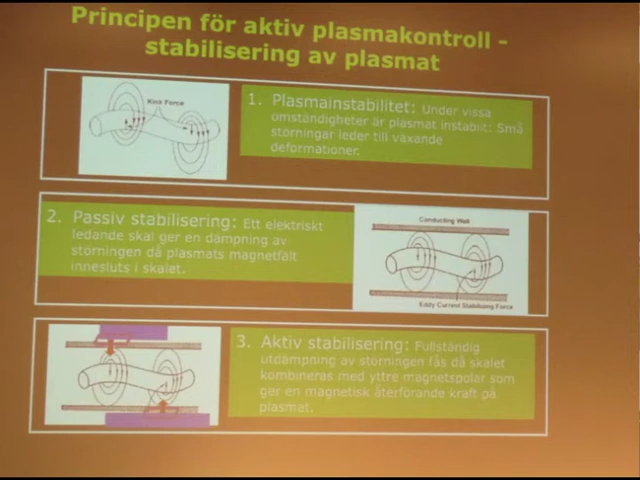 Principen för aktiv plasmakontroll -
stabilisering av plasmat
Kink Force
1. Plasmainstabilitet: Under vissa
omständigheter är plasmat instabilt: Små
störningar leder till växande
deformationer.
2. Passiv stabilisering: Ett elektriskt
ledande skal ger en dämpning av
störningen då plasmats magnetfält
innesluts i skalet.
Conducting Wall
Eddy Current Stabilizing Force
3. Aktiv stabilisering: Fullständig
utdämpning av störningen fås då skalet
kombineras med yttre magnetspolar som
ger en magnetisk återförande kraft på
plasmat.